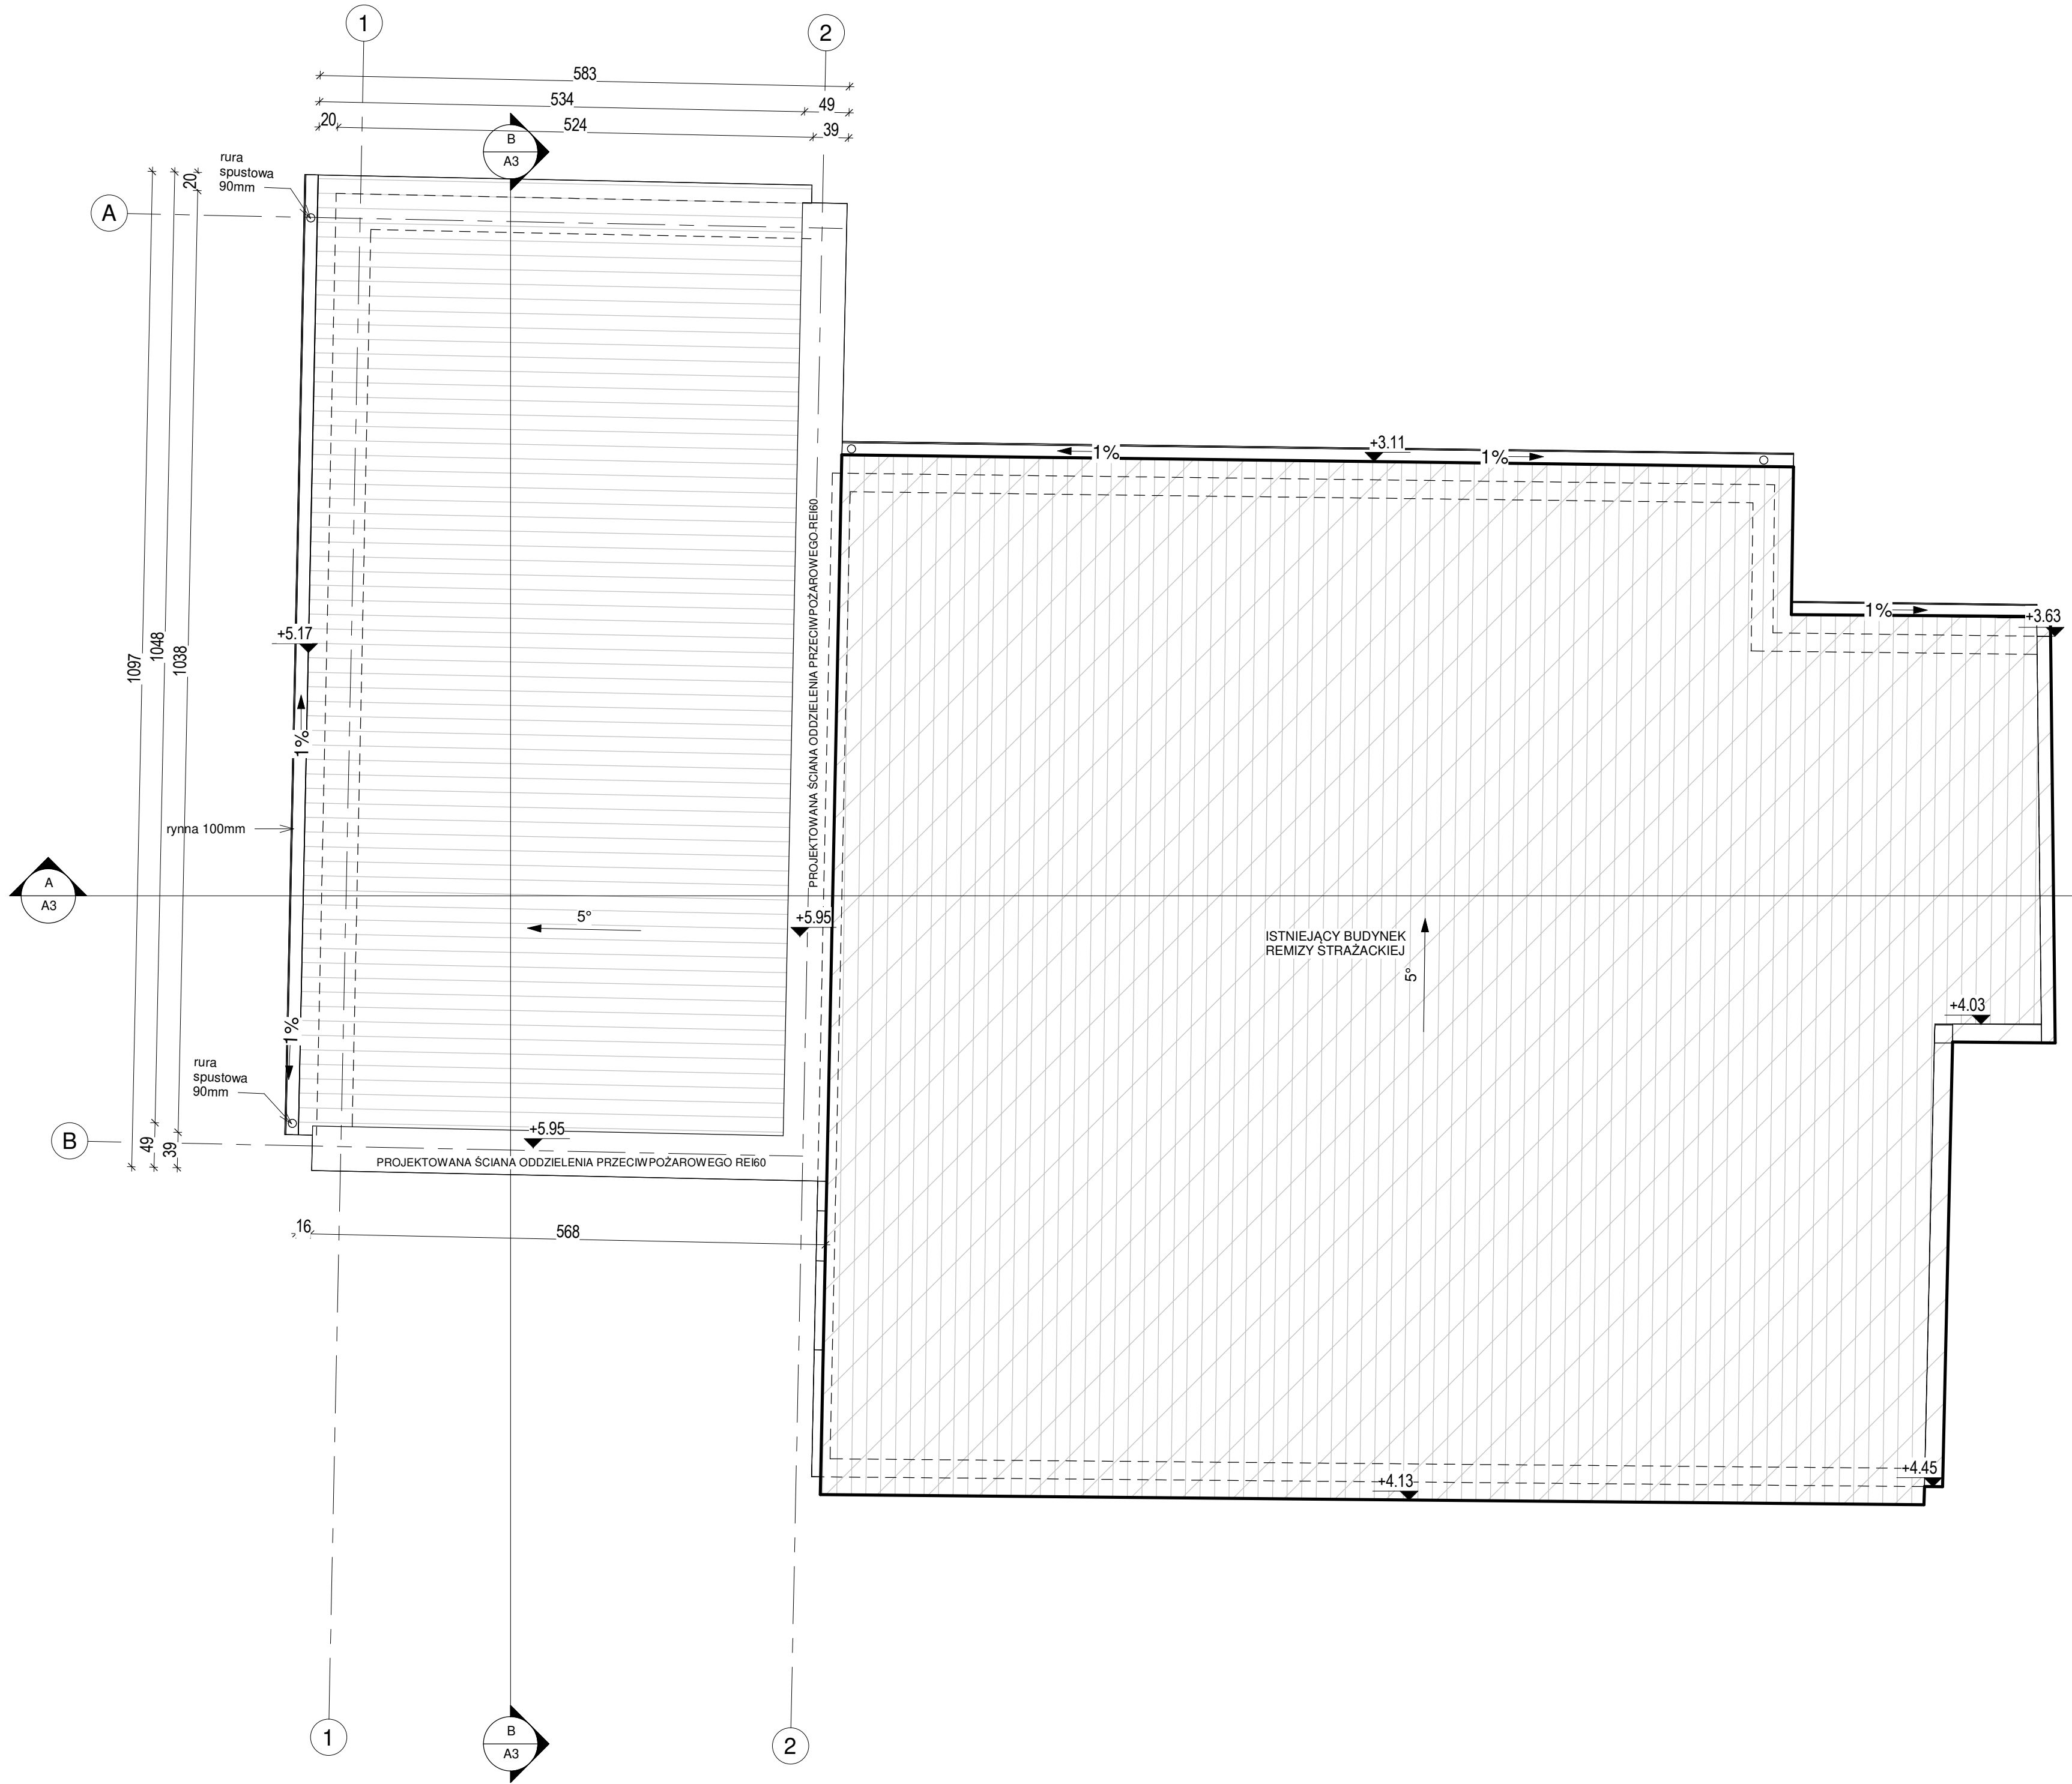 1
2
583
534
49
20
524
39
B
A3
rura
spustowa
90mm
20
A
+3.11
1%
1%
PROJEKTOWANA ŚCIANA ODDZIELENIA PRZECIWPOŻAROWEGO REI60
1%
+3.63
+5.17
1097
1048
1038
1%
rynna 100mm
A
A3
5°
+5.95
ISTNIEJĄCY BUDYNEK
REMIZY STRAŻACKIEJ
5°
+4.03
1%
rura
spustowa
90mm
B
49
39
+5.95
PROJEKTOWANA ŚCIANA ODDZIELENIA PRZECIWPOŻAROWEGO REI60
16
568
+4.13
+4.45
1
B
A3
2